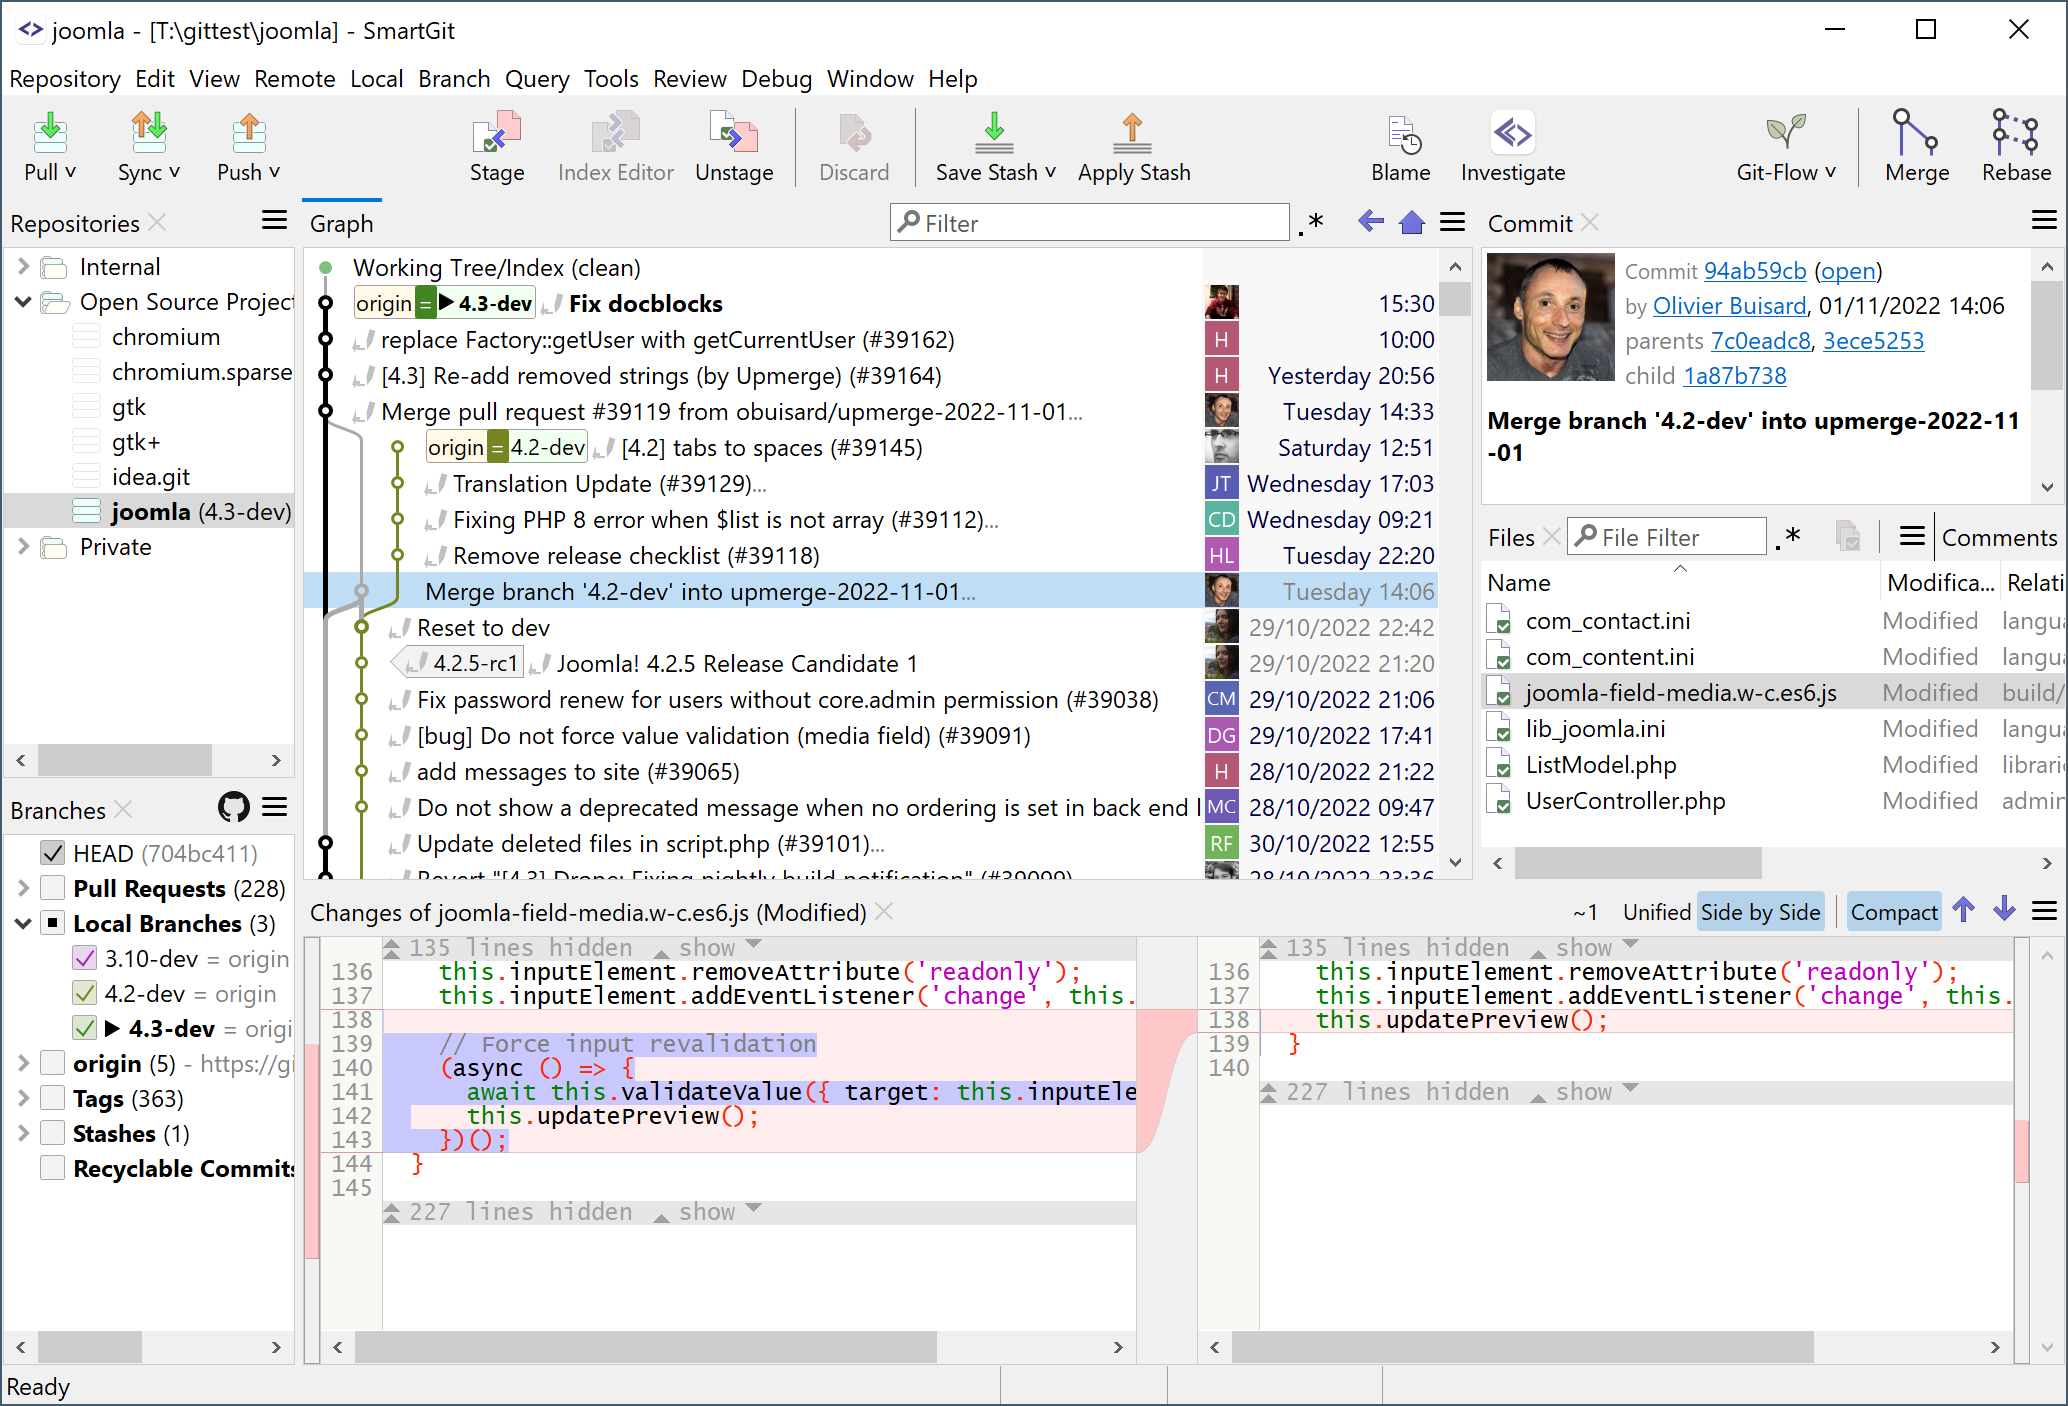 joomla - [T:\gittest\joomla] - SmartGit
Repository Edit View Remote Local Branch Query Tools Review Debug Window Help
Pull Sync Push Stage Index Editor Unstage Discard Save Stash Apply Stash Blame Investigate Git-Flow Merge Rebase
Repositories
Internal
Open Source Project
chromium
chromium.sparse
gtk
gtk+
idea.git
joomla (4.3-dev)
Private
Branches
HEAD (704bc411)
Pull Requests (228)
Local Branches (3)
3.10-dev = origin
4.2-dev = origin
4.3-dev = origi
origin (5) - https://gi
Tags (363)
Stashes (1)
Recyclable Commits
Graph Filter .*
Working Tree/Index (clean)
origin = 4.3-dev Fix docblocks 15:30
replace Factory::getUser with getCurrentUser (#39162) H 10:00
[4.3] Re-add removed strings (by Upmerge) (#39164) H Yesterday 20:56
Merge pull request #39119 from obuisard/upmerge-2022-11-01... Tuesday 14:33
origin = 4.2-dev [4.2] tabs to spaces (#39145) Saturday 12:51
Translation Update (#39129)... JT Wednesday 17:03
Fixing PHP 8 error when $list is not array (#39112)... CD Wednesday 09:21
Remove release checklist (#39118) HL Tuesday 22:20
Merge branch '4.2-dev' into upmerge-2022-11-01... Tuesday 14:06
Reset to dev 29/10/2022 22:42
4.2.5-rc1 Joomla! 4.2.5 Release Candidate 1 29/10/2022 21:20
Fix password renew for users without core.admin permission (#39038) CM 29/10/2022 21:06
[bug] Do not force value validation (media field) (#39091) DG 29/10/2022 17:41
add messages to site (#39065) H 28/10/2022 21:22
Do not show a deprecated message when no ordering is set in back end l MC 28/10/2022 09:47
Update deleted files in script.php (#39101)... RF 30/10/2022 12:55
Revert "[4.3] Drone: Fixing nightly build notification" (#39099) 28/10/2022 23:36
Commit
Commit 94ab59cb (open)
by Olivier Buisard, 01/11/2022 14:06
parents 7c0eadc8, 3ece5253
child 1a87b738
Merge branch '4.2-dev' into upmerge-2022-11
-01
Files File Filter .* Comments
Name Modifica... Relati
com_contact.ini Modified langua
com_content.ini Modified langua
joomla-field-media.w-c.es6.js Modified build/
lib_joomla.ini Modified langua
ListModel.php Modified librari
UserController.php Modified admin
Changes of joomla-field-media.w-c.es6.js (Modified) ~1 Unified Side by Side Compact
135 lines hidden show
136 this.inputElement.removeAttribute('readonly');
137 this.inputElement.addEventListener('change', this.
138
139 // Force input revalidation
140 (async () => {
141 await this.validateValue({ target: this.inputEle
142 this.updatePreview();
143 })();
144 }
145
227 lines hidden show
135 lines hidden show
136 this.inputElement.removeAttribute('readonly');
137 this.inputElement.addEventListener('change', this.
138 this.updatePreview();
139 }
140
227 lines hidden show
Ready